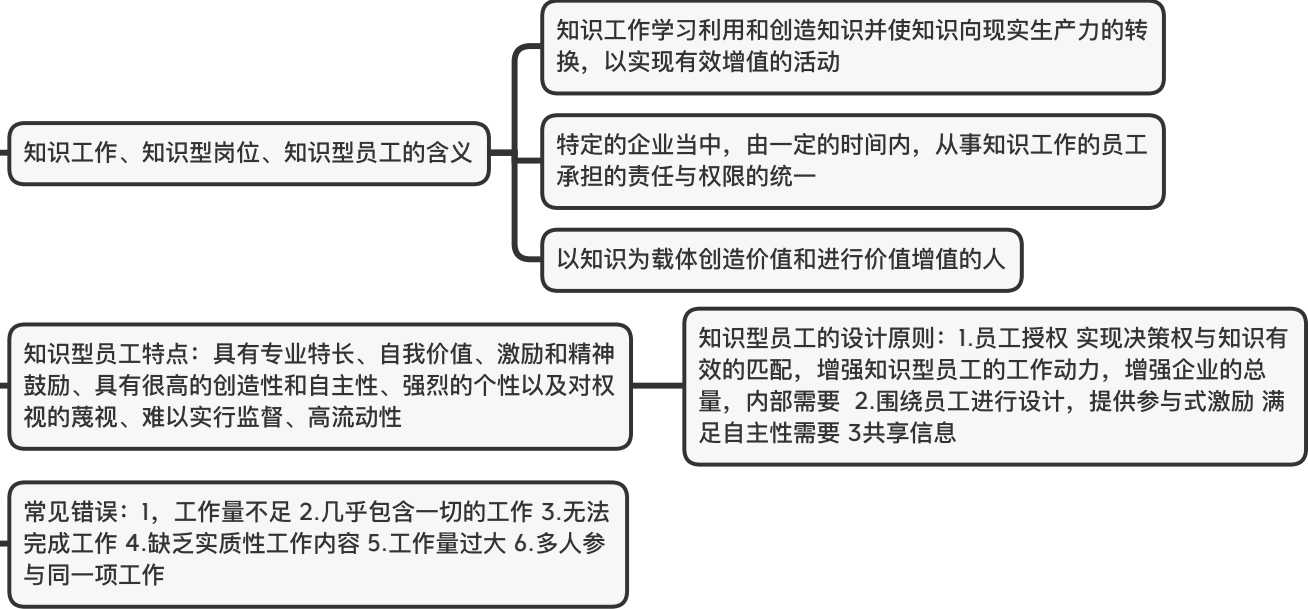 知识工作学习利用和创造知识并使知识向现实生产力的转
换，以实现有效增值的活动
知识工作、知识型岗位、知识型员工的含义
特定的企业当中，由一定的时间内，从事知识工作的员工
承担的责任与权限的统一
以知识为载体创造价值和进行价值增值的人
知识型员工特点：具有专业特长、自我价值、激励和精神
鼓励、具有很高的创造性和自主性、强烈的个性以及对权
视的蔑视、难以实行监督、高流动性
知识型员工的设计原则：1.员工授权 实现决策权与知识有
效的匹配，增强知识型员工的工作动力，增强企业的总
量，内部需要  2.围绕员工进行设计，提供参与式激励 满
足自主性需要 3共享信息
常见错误：1，工作量不足 2.几乎包含一切的工作 3.无法
完成工作 4.缺乏实质性工作内容 5.工作量过大 6.多人参
与同一项工作